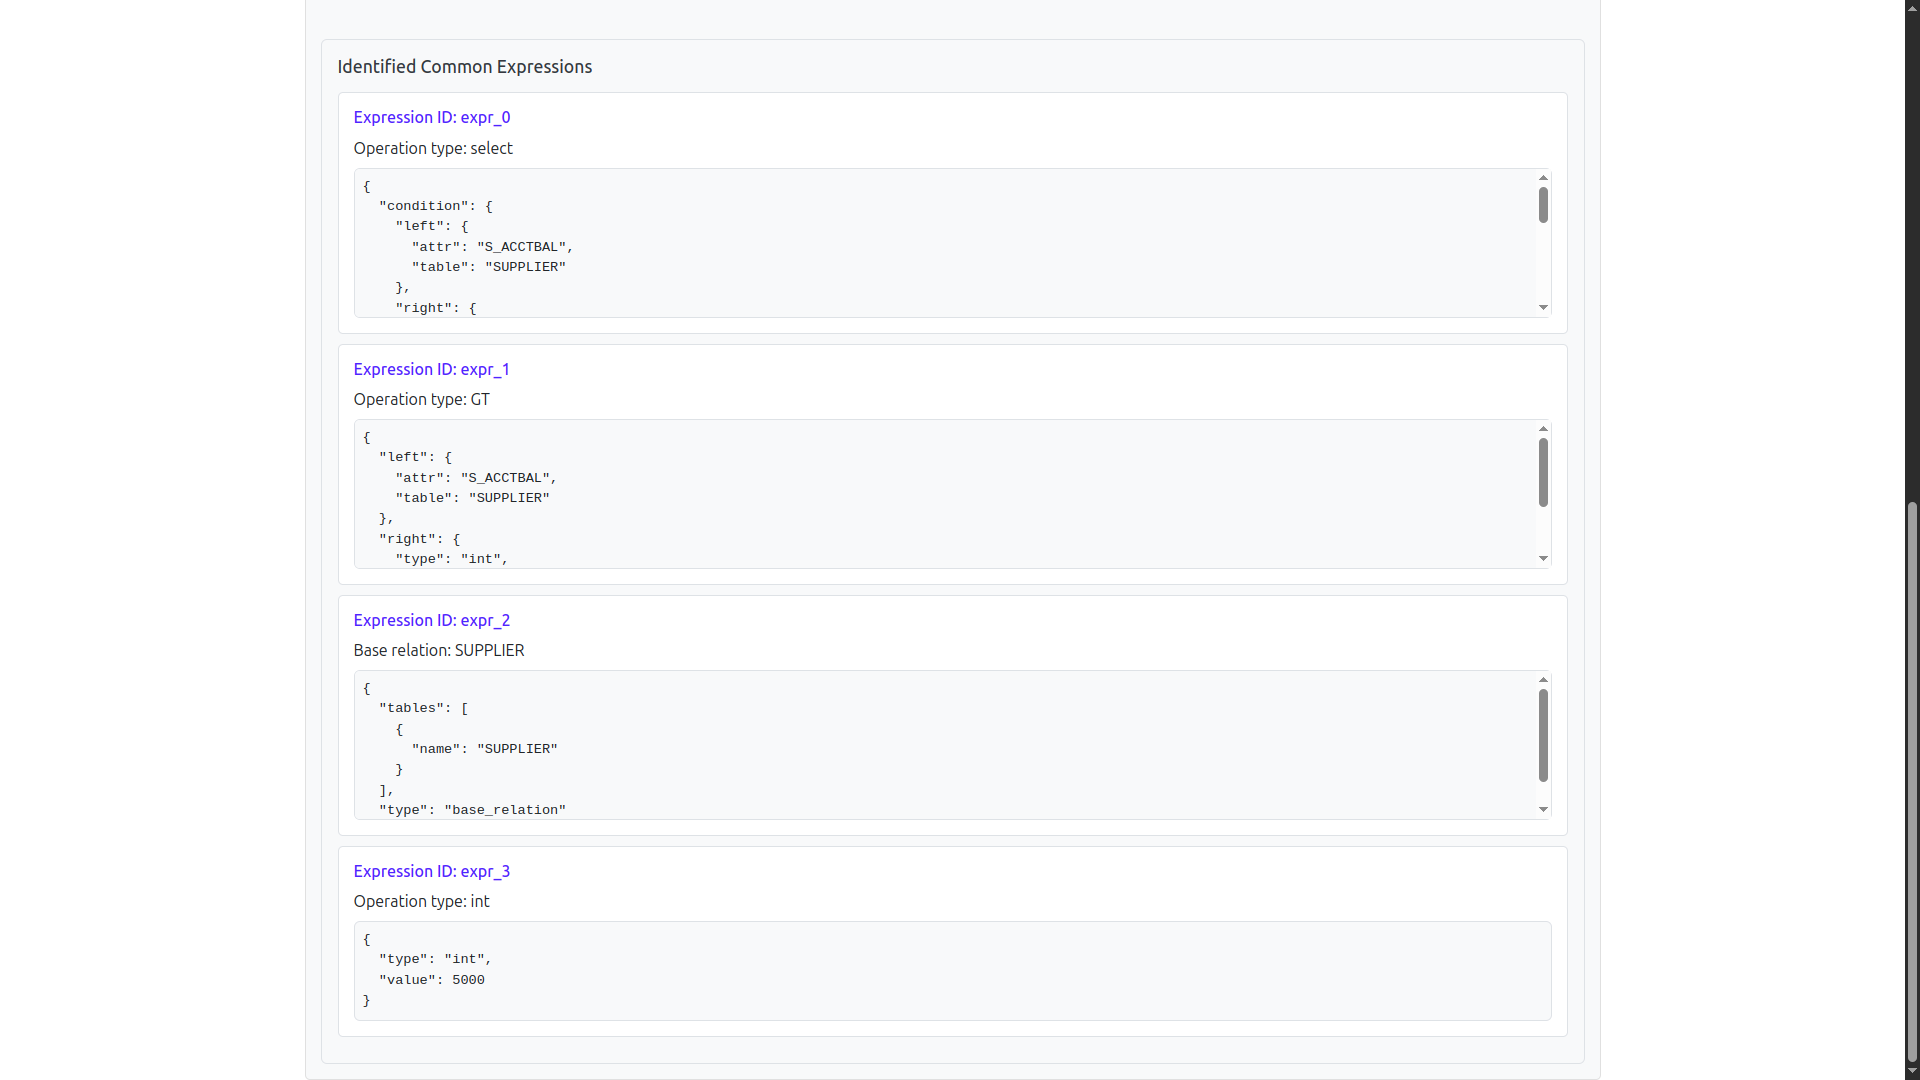 Identified Common Expressions
Expression ID: expr_0
Operation type: select
{
  "condition": {
    "left": {
      "attr": "S_ACCTBAL",
      "table": "SUPPLIER"
    },
    "right": {
Expression ID: expr_1
Operation type: GT
{
  "left": {
    "attr": "S_ACCTBAL",
    "table": "SUPPLIER"
  },
  "right": {
    "type": "int",
Expression ID: expr_2
Base relation: SUPPLIER
{
  "tables": [
    {
      "name": "SUPPLIER"
    }
  ],
  "type": "base_relation"
Expression ID: expr_3
Operation type: int
{
  "type": "int",
  "value": 5000
}